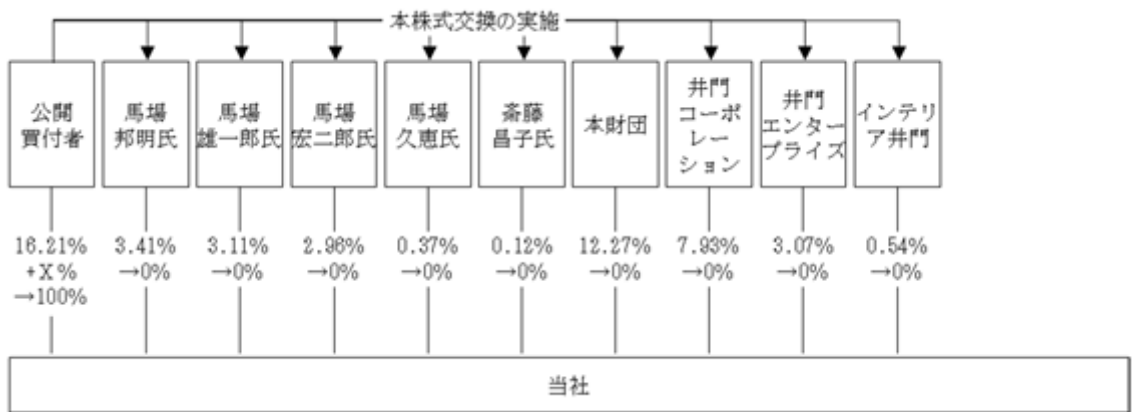 本株式交換の実施
公開
買付者
馬場
邦明氏
馬場
雄一郎氏
馬場
宏二郎氏
馬場
久恵氏
斎藤
昌子氏
本財団
井門
コーポ
レー
ション
井門
エンター
プライズ
インテリ
ア井門
16.21%
+X%
→100%
3.41%
→0%
3.11%
→0%
2.96%
→0%
0.37%
→0%
0.12%
→0%
12.27%
→0%
7.93%
→0%
3.07%
→0%
0.54%
→0%
当社